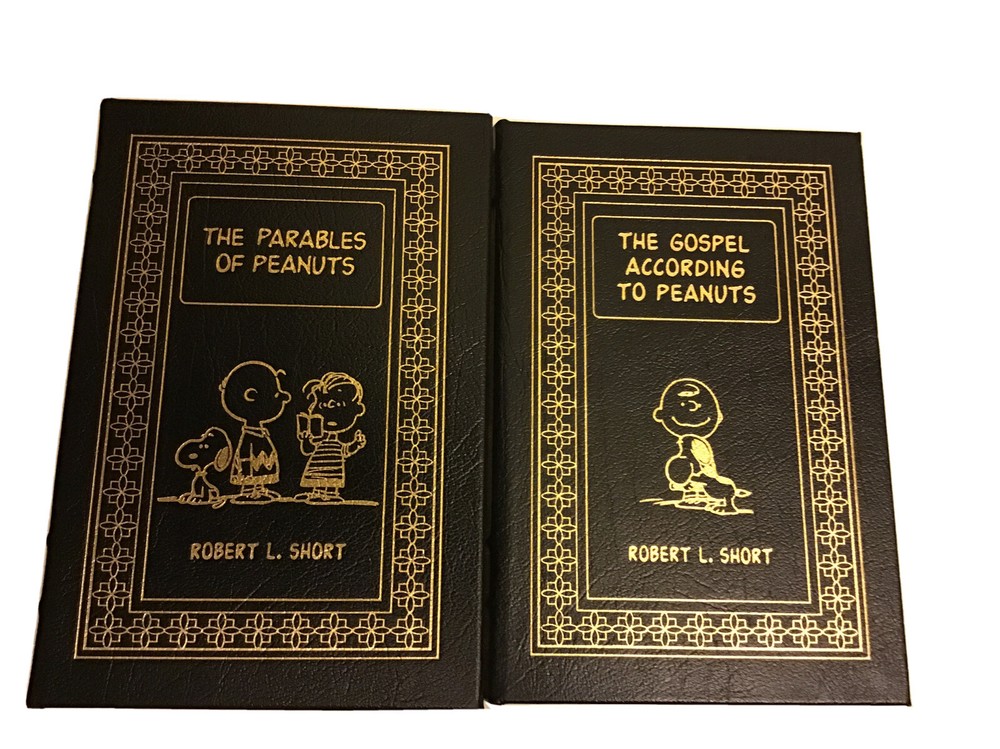 THE PARABLES
OF PEANUTS
ROBERT L. SHORT
THE GOSPEL
ACCORDING
TO PEANUTS
ROBERT L. SHORT